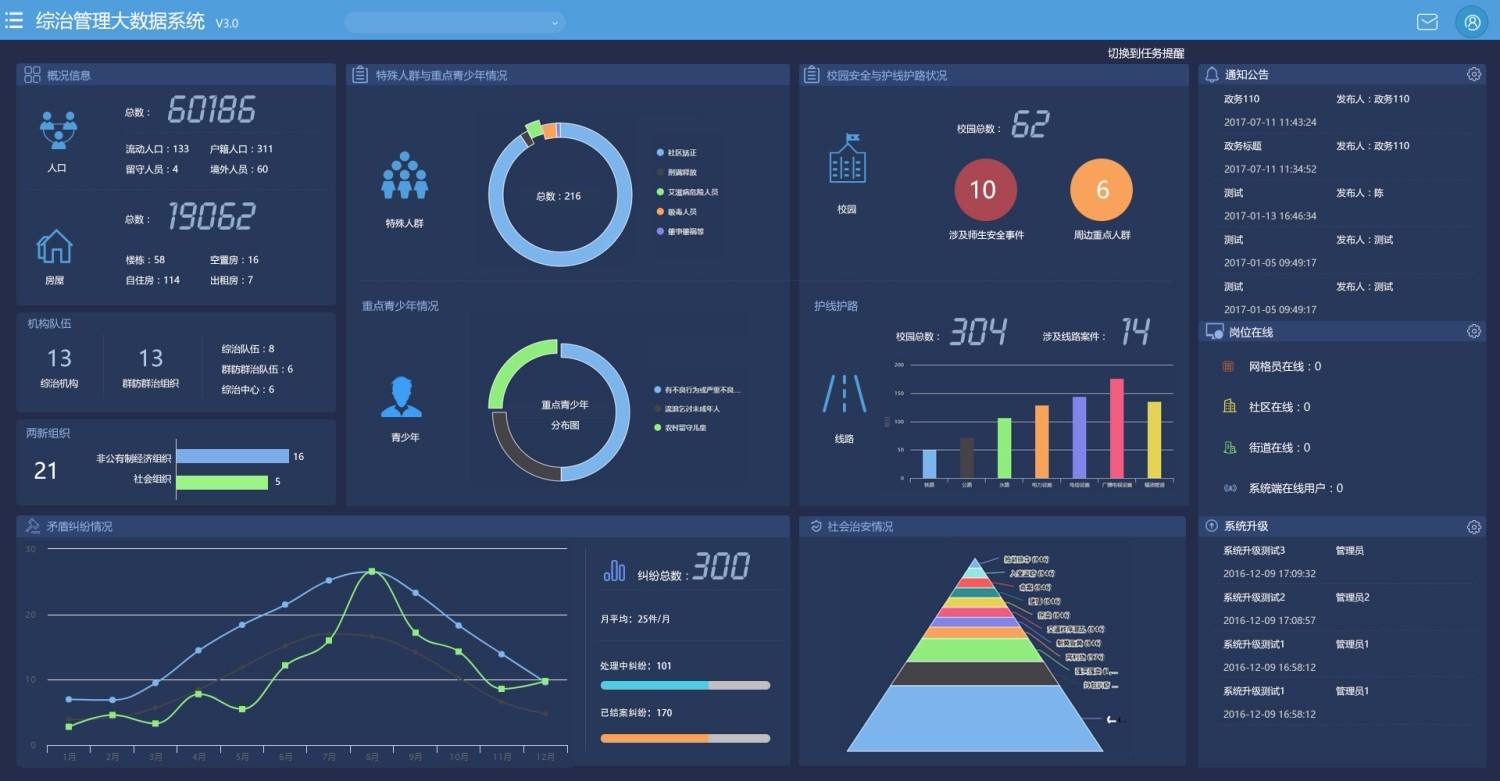 综治管理大数据系统 V3.0
切换到任务提醒
概况信息
人口
总数： 60186
流动人口：133 户籍人口：311
留守人员：4 境外人员：60
房屋
总数： 19062
楼栋：58 空置房：16
自住房：114 出租房：7
机构队伍
13
综治机构
13
群防群治组织
综治队伍：8
群防群治队伍：6
综治中心：6
两新组织
21
非公有制经济组织 16
社会组织 5
特殊人群与重点青少年情况
特殊人群
总数：216
社区矫正
刑满释放
艾滋病危险人员
吸毒人员
重点青少年情况
青少年
重点青少年
分布图
有不良行为或严重不良...
流浪乞讨未成年人
农村留守儿童
校园安全与护线护路状况
校园
校园总数： 62
10
涉及师生安全事件
6
周边重点人群
护线护路
线路
校园总数： 304 涉及线路案件： 14
200
150
100
50
0
铁路 公路 水路 电力设施 电信设施 广播电视设施 输油管道
通知公告
政务110 发布人：政务110
2017-07-11 11:43:24
政务标题 发布人：政务110
2017-07-11 11:34:52
测试 发布人：陈
2017-01-13 16:46:34
测试 发布人：测试
2017-01-05 09:49:17
测试 发布人：测试
2017-01-05 09:49:17
岗位在线
网格员在线：0
社区在线：0
街道在线：0
系统端在线用户：0
矛盾纠纷情况
30
20
10
0
1月 2月 3月 4月 5月 6月 7月 8月 9月 10月 11月 12月
纠纷总数： 300
月平均：25件/月
处理中纠纷：101
已结案纠纷：170
社会治安情况
系统升级
系统升级测试3 管理员
2016-12-09 17:09:32
系统升级测试2 管理员2
2016-12-09 17:08:57
系统升级测试1 管理员1
2016-12-09 16:58:12
系统升级测试1 管理员1
2016-12-09 16:58:12